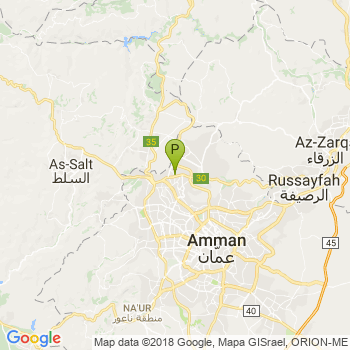 P
35
Az-Zarq
الزرقاء
As-Salt
السلط
30
Russayfah
الرصيفة
Amman
عمان
45
NA'UR
منطقة ناعور
40
Google
Map data ©2018 Google, Mapa GISrael, ORION-ME